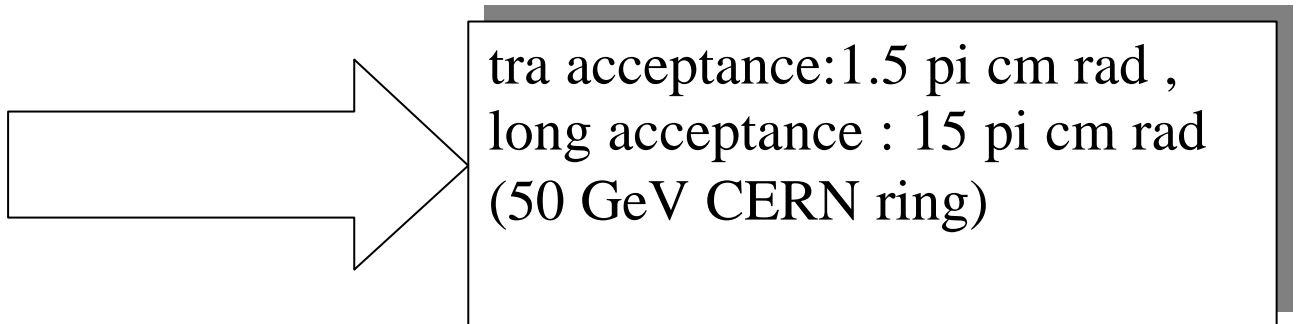 tra acceptance:1.5 pi cm rad ,
long acceptance : 15 pi cm rad
(50 GeV CERN ring)